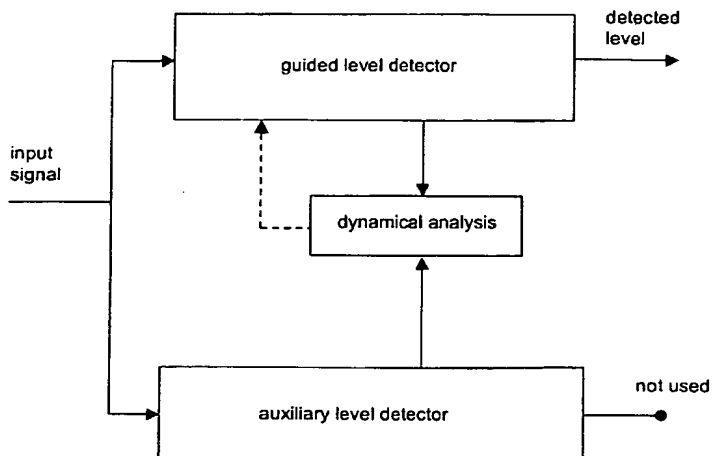 detected
level
guided level detector
input
signal
dynamical analysis
not used
auxiliary level detector